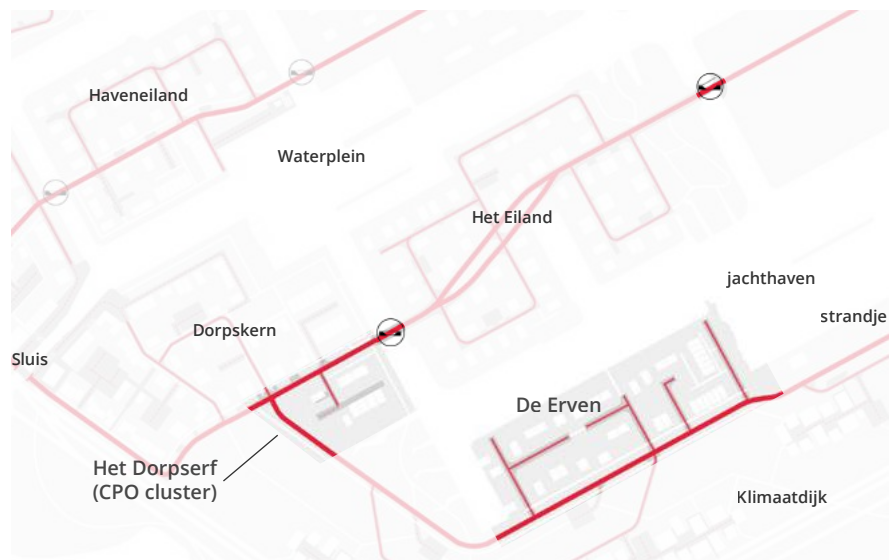 Haveneiland
Waterplein
Het Eiland
jachthaven
strandje
Dorpskern
Sluis
De Erven
Het Dorpserf
(CPO cluster)
Klimaatdijk